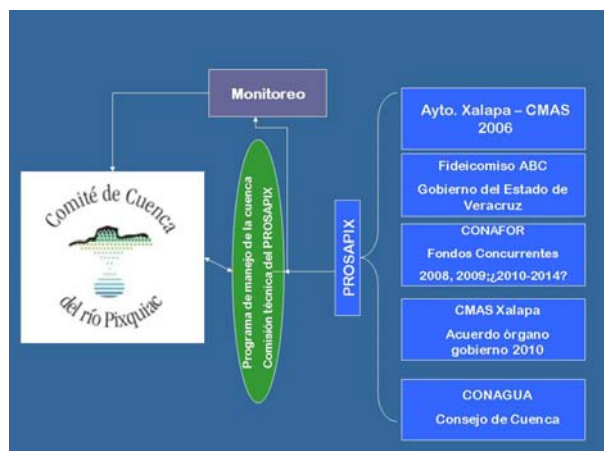 Monitoreo
Comité de Cuenca
del río Pixquiac
Programa de manejo de la cuenca
Comisión técnica del PROSAPIX
PROSAPIX
Ayto. Xalapa – CMAS
2006
Fideicomiso ABC
Gobierno del Estado de
Veracruz
CONAFOR
Fondos Concurrentes
2008, 2009;¿2010-2014?
CMAS Xalapa
Acuerdo órgano
gobierno 2010
CONAGUA
Consejo de Cuenca